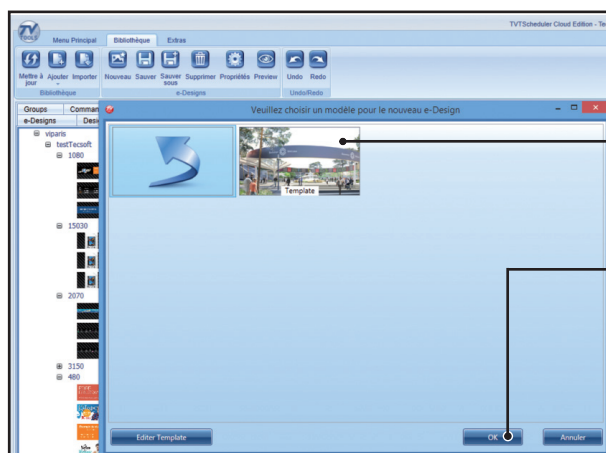 TVTScheduler Cloud Edition - Te
TV
TOOLS
Menu Principal
Bibliothèque
Extras
Mettre à jour
Ajouter
Importer
Nouveau
Sauver
Sauver sous
Supprimer
Propriétés
Preview
Undo
Redo
Bibliothèque
e-Designs
Undo/Redo
Groups
Comman
e-Designs
Desi
Veuillez choisir un modèle pour le nouveau e-Design
viparis
testTecsoft
1080
15030
2070
3150
480
Template
Editer Template
OK
Annuler